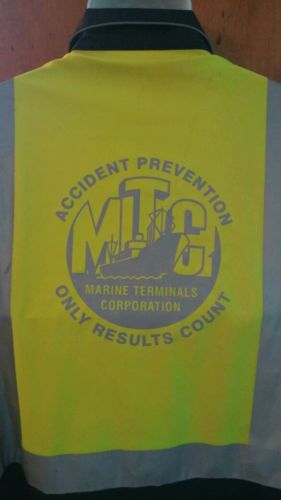 ACCIDENT PREVENTION
MTC
MARINE TERMINALS
CORPORATION
ONLY RESULTS COUNT